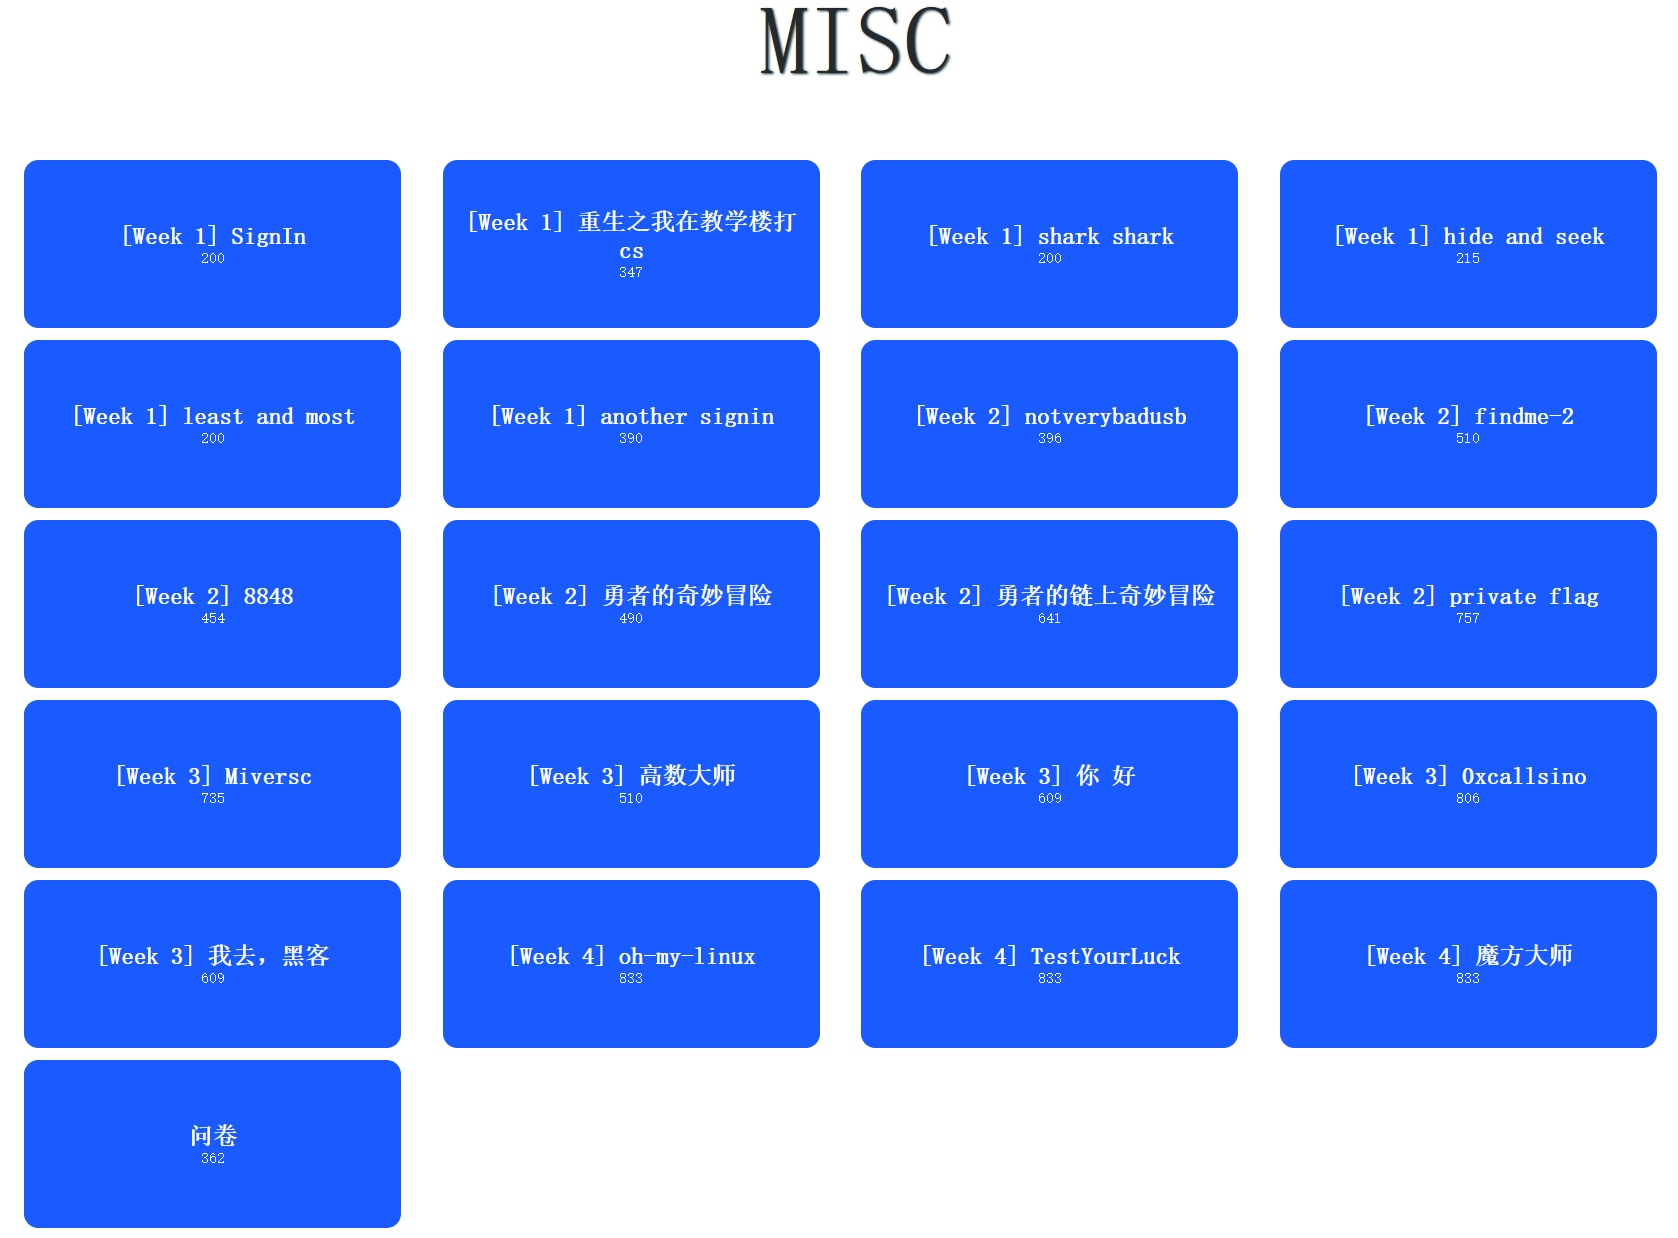 MISC
[Week 1] SignIn
200
[Week 1] 重生之我在教学楼打
cs
347
[Week 1] shark shark
200
[Week 1] hide and seek
215
[Week 1] least and most
200
[Week 1] another signin
390
[Week 2] notverybadusb
396
[Week 2] findme-2
510
[Week 2] 8848
454
[Week 2] 勇者的奇妙冒险
490
[Week 2] 勇者的链上奇妙冒险
641
[Week 2] private flag
757
[Week 3] Miversc
735
[Week 3] 高数大师
510
[Week 3] 你 好
609
[Week 3] 0xcallsino
806
[Week 3] 我去，黑客
609
[Week 4] oh-my-linux
833
[Week 4] TestYourLuck
833
[Week 4] 魔方大师
833
问卷
362